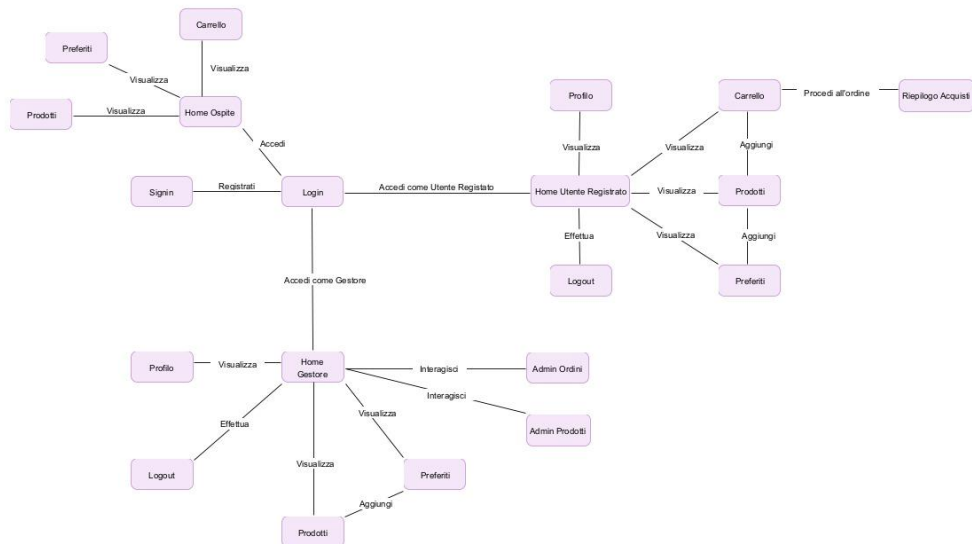 Carrello
Preferiti
Visualizza
Visualizza
Prodotti
Visualizza
Home Ospite
Accedi
Signin
Registrati
Login
Accedi come Utente Registato
Profilo
Visualizza
Home Utente Registrato
Carrello
Procedi all'ordine
Riepilogo Acquisti
Visualizza
Aggiungi
Visualizza
Prodotti
Effettua
Visualizza
Aggiungi
Logout
Preferiti
Accedi come Gestore
Profilo
Visualizza
Home
Gestore
Interagisci
Admin Ordini
Interagisci
Admin Prodotti
Effettua
Visualizza
Logout
Visualizza
Preferiti
Aggiungi
Prodotti